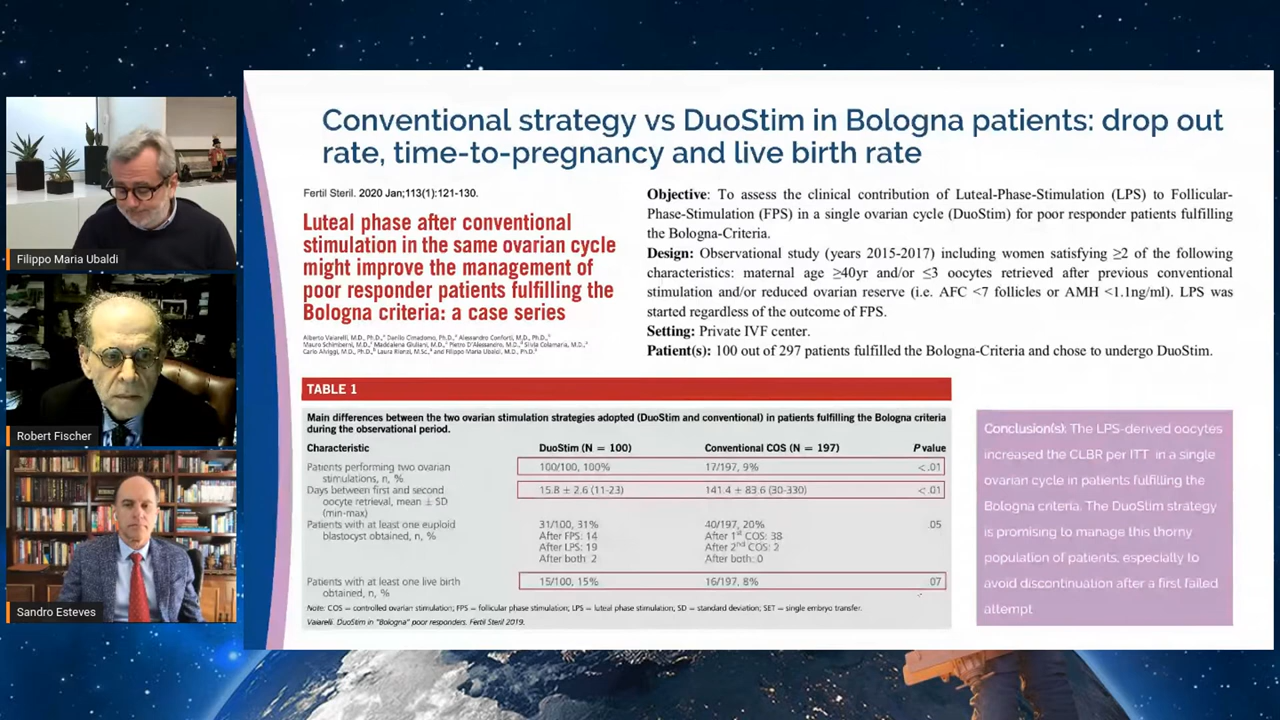 Conventional strategy vs DuoStim in Bologna patients: drop out
rate, time-to-pregnancy and live birth rate
Fertil Steril. 2020 Jan;113(1):121-130.
Luteal phase after conventional
stimulation in the same ovarian cycle
might improve the management of
poor responder patients fulfilling the
Bologna criteria: a case series
Alberto Vaiarelli, M.D., Ph.D., Danilo Cimadomo, Ph.D., Alessandro Conforti, M.D., Ph.D.,
Mauro Schimberni, M.D., Maddalena Giuliani, M.D., Pietro D'Alessandro, M.D., Silvia Colamaria, M.D.,
Carlo Alviggi, M.D., Ph.D., Laura Rienzi, M.Sc., and Filippo Maria Ubaldi, M.D., Ph.D.
Objective: To assess the clinical contribution of Luteal-Phase-Stimulation (LPS) to Follicular-
Phase-Stimulation (FPS) in a single ovarian cycle (DuoStim) for poor responder patients fulfilling
the Bologna-Criteria.
Design: Observational study (years 2015-2017) including women satisfying ≥2 of the following
characteristics: maternal age ≥40yr and/or ≤3 oocytes retrieved after previous conventional
stimulation and/or reduced ovarian reserve (i.e. AFC <7 follicles or AMH <1.1ng/ml). LPS was
started regardless of the outcome of FPS.
Setting: Private IVF center.
Patient(s): 100 out of 297 patients fulfilled the Bologna-Criteria and chose to undergo DuoStim.
TABLE 1
Main differences between the two ovarian stimulation strategies adopted (DuoStim and conventional) in patients fulfilling the Bologna criteria
during the observational period.
Characteristic DuoStim (N = 100) Conventional COS (N = 197) P value
Patients performing two ovarian 100/100, 100% 17/197, 9% <.01
stimulations, n, %
Days between first and second 15.8 ± 2.6 (11-23) 141.4 ± 83.6 (30-330) <.01
oocyte retrieval, mean ± SD
(min-max)
Patients with at least one euploid 31/100, 31% 40/197, 20% .05
blastocyst obtained, n, % After FPS: 14 After 1st COS: 38
After LPS: 19 After 2nd COS: 2
After both: 2 After both: 0
Patients with at least one live birth 15/100, 15% 16/197, 8% 07
obtained, n, %
Note: COS = controlled ovarian stimulation; FPS = follicular phase stimulation; LPS = luteal phase stimulation, SD = standard deviation; SET = single embryo transfer.
Vaiarelli. DuoStim in "Bologna" poor responders. Fertil Steril 2019.
Conclusion(s): The LPS-derived oocytes
increased the CLBR per ITT in a single
ovarian cycle in patients fulfilling the
Bologna criteria. The DuoStim strategy
is promising to manage this thorny
population of patients, especially to
avoid discontinuation after a first failed
attempt
Filippo Maria Ubaldi
Robert Fischer
Sandro Esteves